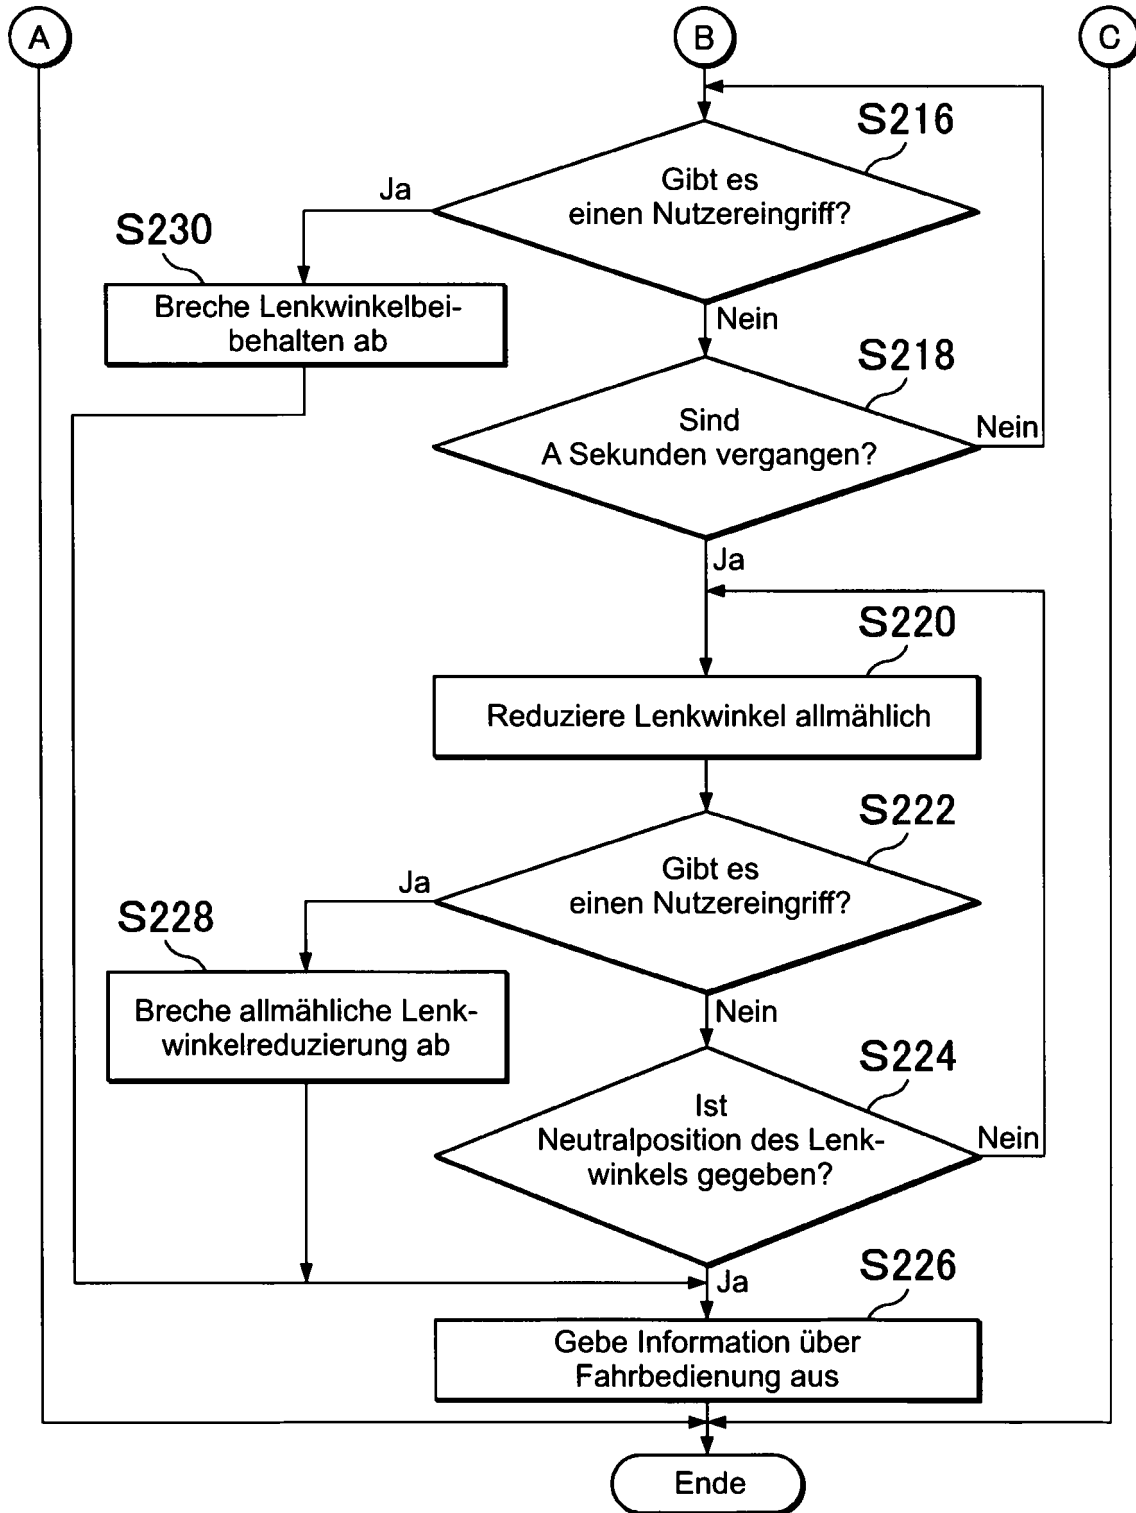 A
B
C
S216
Gibt es
einen Nutzereingriff?
Ja
S230
Breche Lenkwinkelbei-
behalten ab
Nein
S218
Sind
A Sekunden vergangen?
Nein
Ja
S220
Reduziere Lenkwinkel allmählich
S222
Gibt es
einen Nutzereingriff?
Ja
S228
Breche allmähliche Lenk-
winkelreduzierung ab
Nein
S224
Ist
Neutralposition des Lenk-
winkels gegeben?
Nein
Ja
S226
Gebe Information über
Fahrbedienung aus
Ende